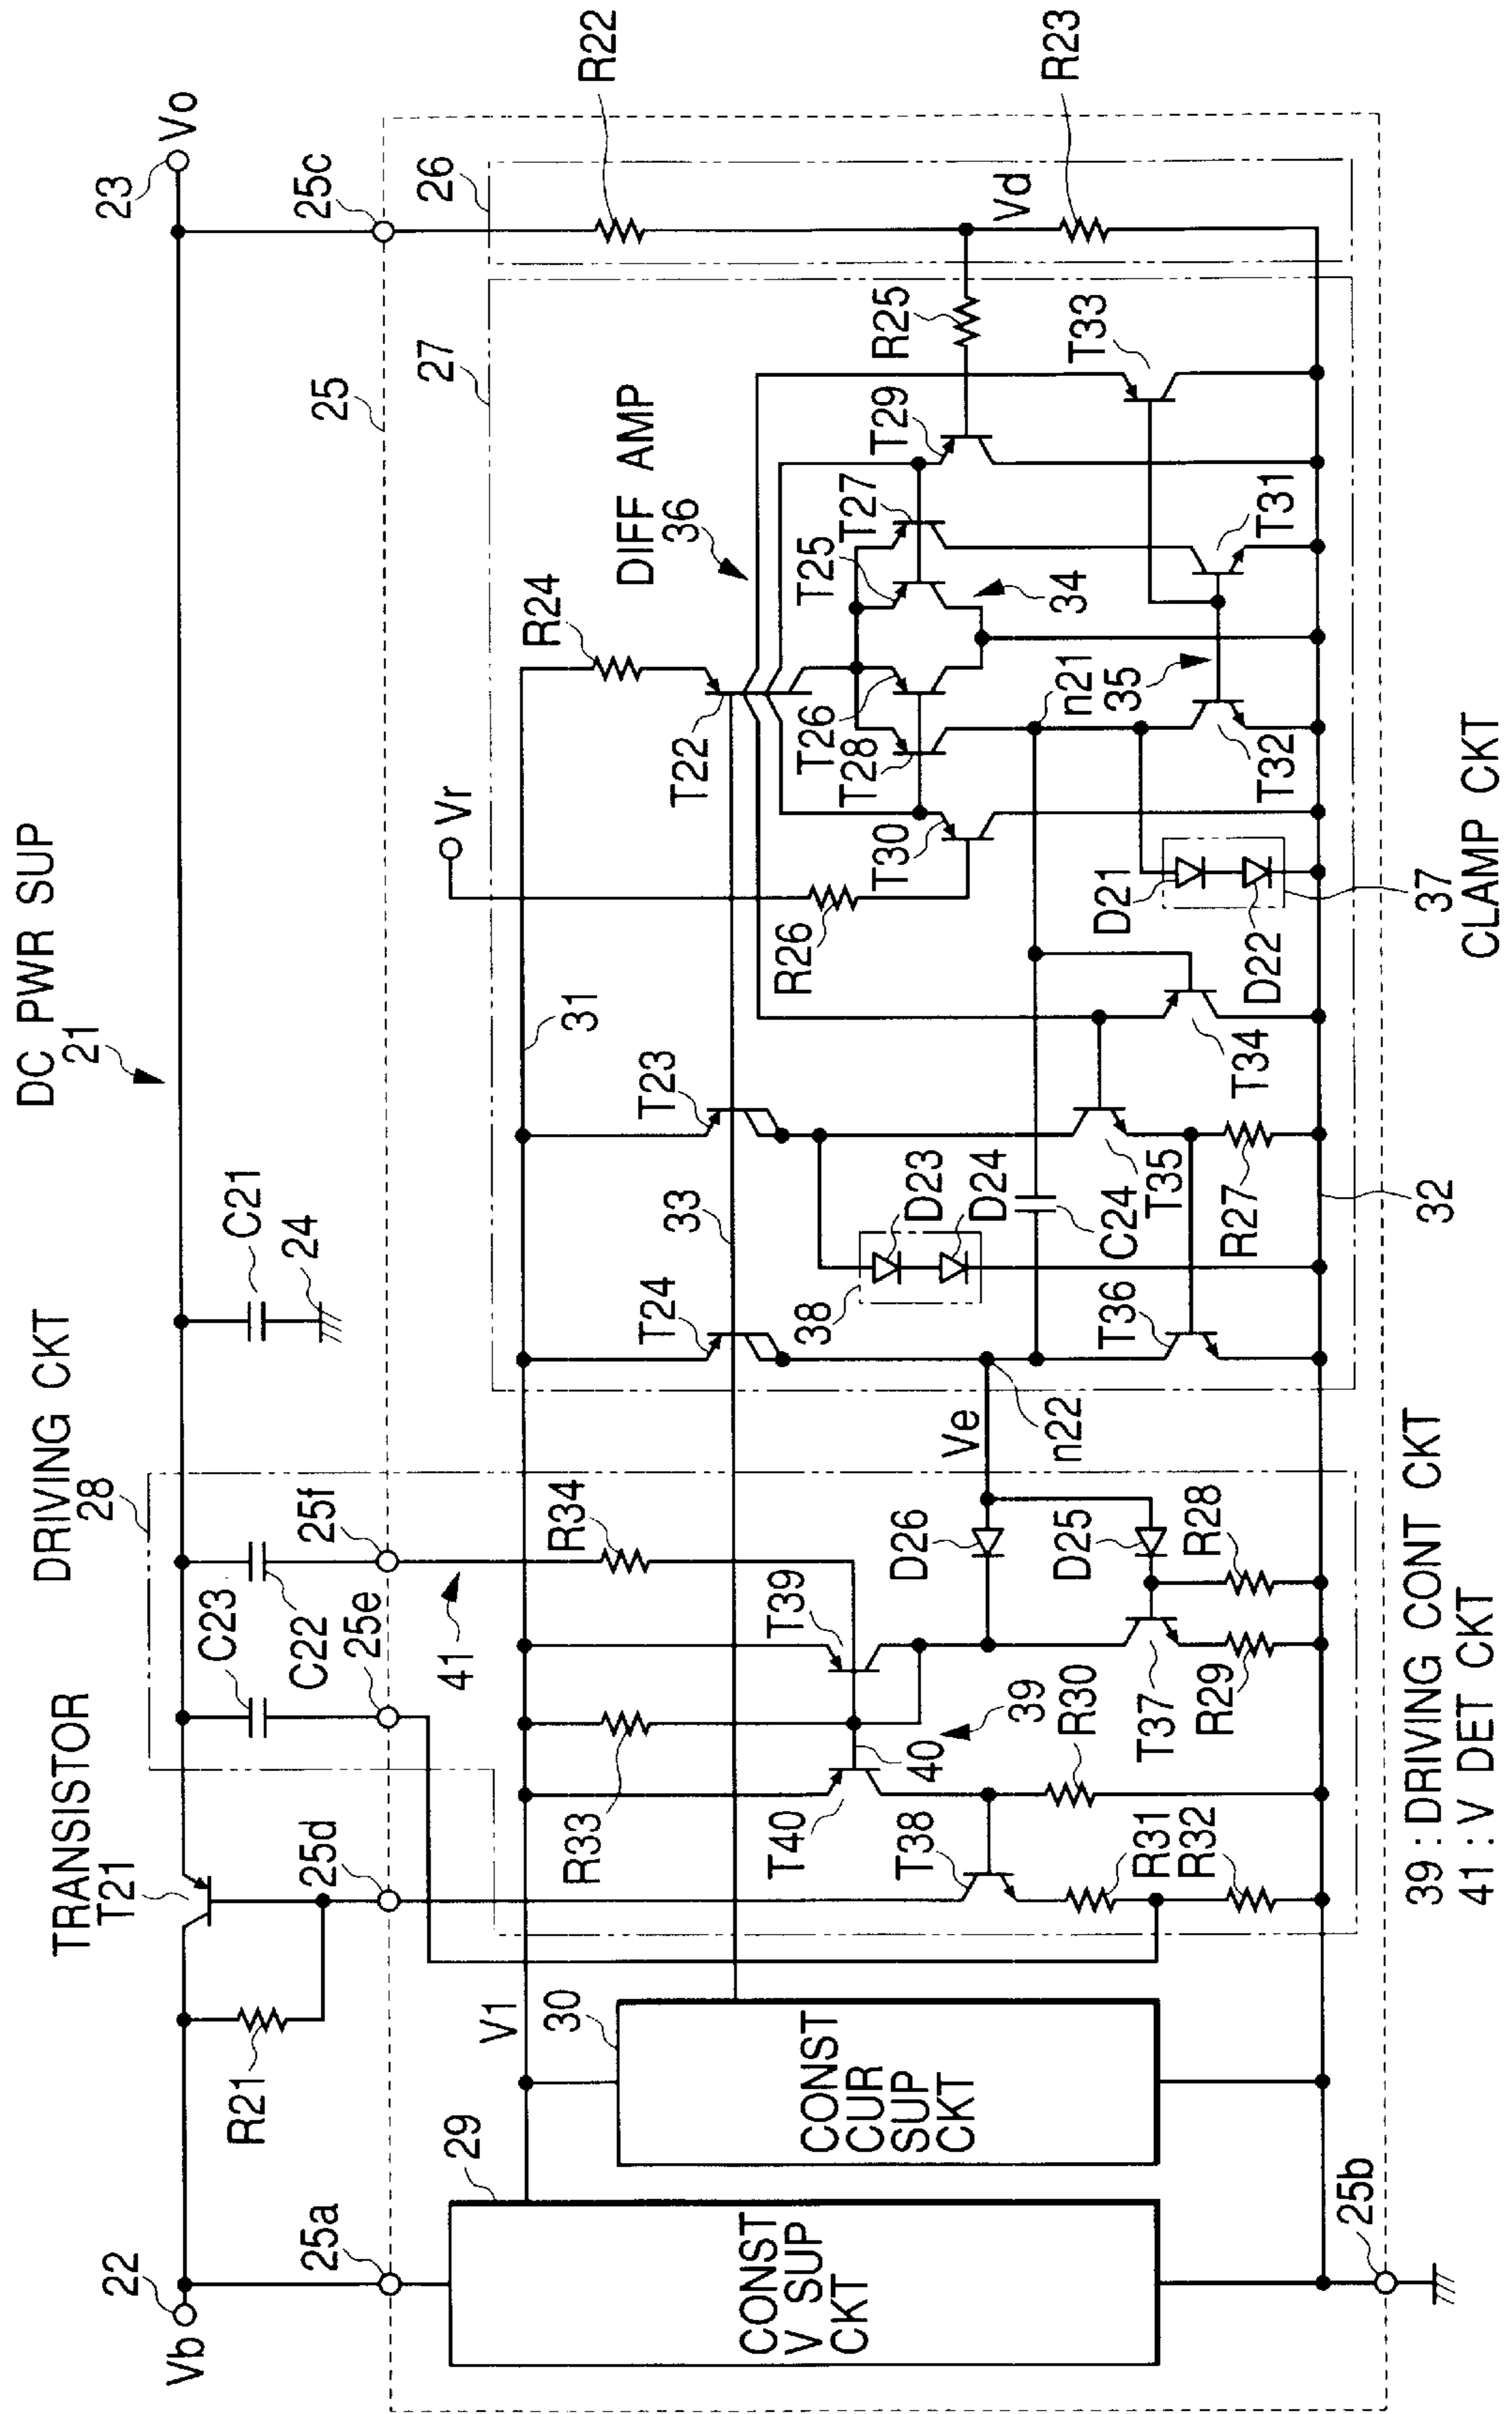 DC PWR SUP
21
TRANSISTOR
T21
DRIVING CKT
28
Vb
22
R21
C23
C22
C21
24
23
Vo
25a
25d
25e
25f
25
25c
29
CONST
V SUP
CKT
V1
30
CONST
CUR
SUP
CKT
R33
R34
41
T40
T39
40
39
T38
R30
R31
R32
T37
R29
D26
D25
R28
Ve
n22
33
31
T24
T23
38
D23
D24
C24
T36
T35
R27
32
T34
Vr
R26
T22
R24
DIFF AMP
36
27
26
R22
Vd
R23
R25
T30
T28
T26
T25
T27
T29
34
n21
35
T33
T32
T31
D21
D22
37
CLAMP CKT
25b
39 : DRIVING CONT CKT
41 : V DET CKT